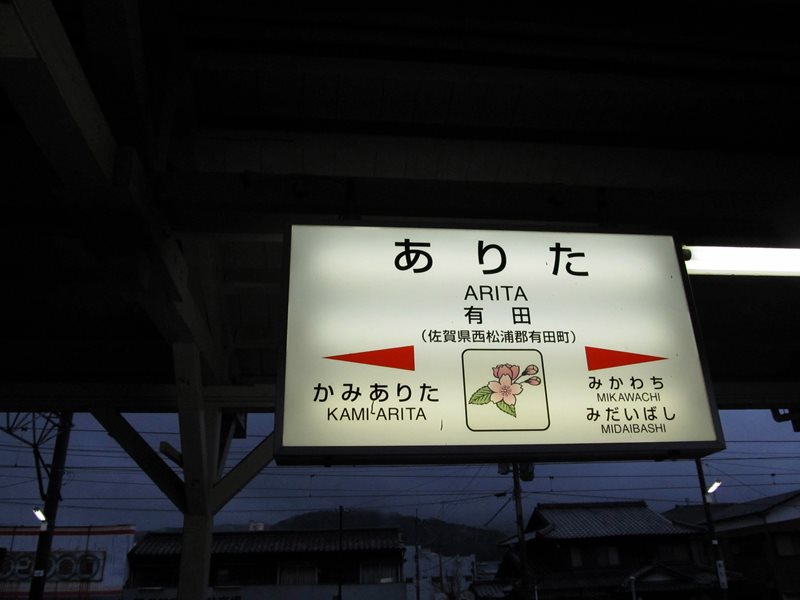 ありた
ARITA
有田
(佐賀県西松浦郡有田町)
かみありた
KAMI-ARITA
みかわち
MIKAWACHI
みだいばし
MIDAIBASHI